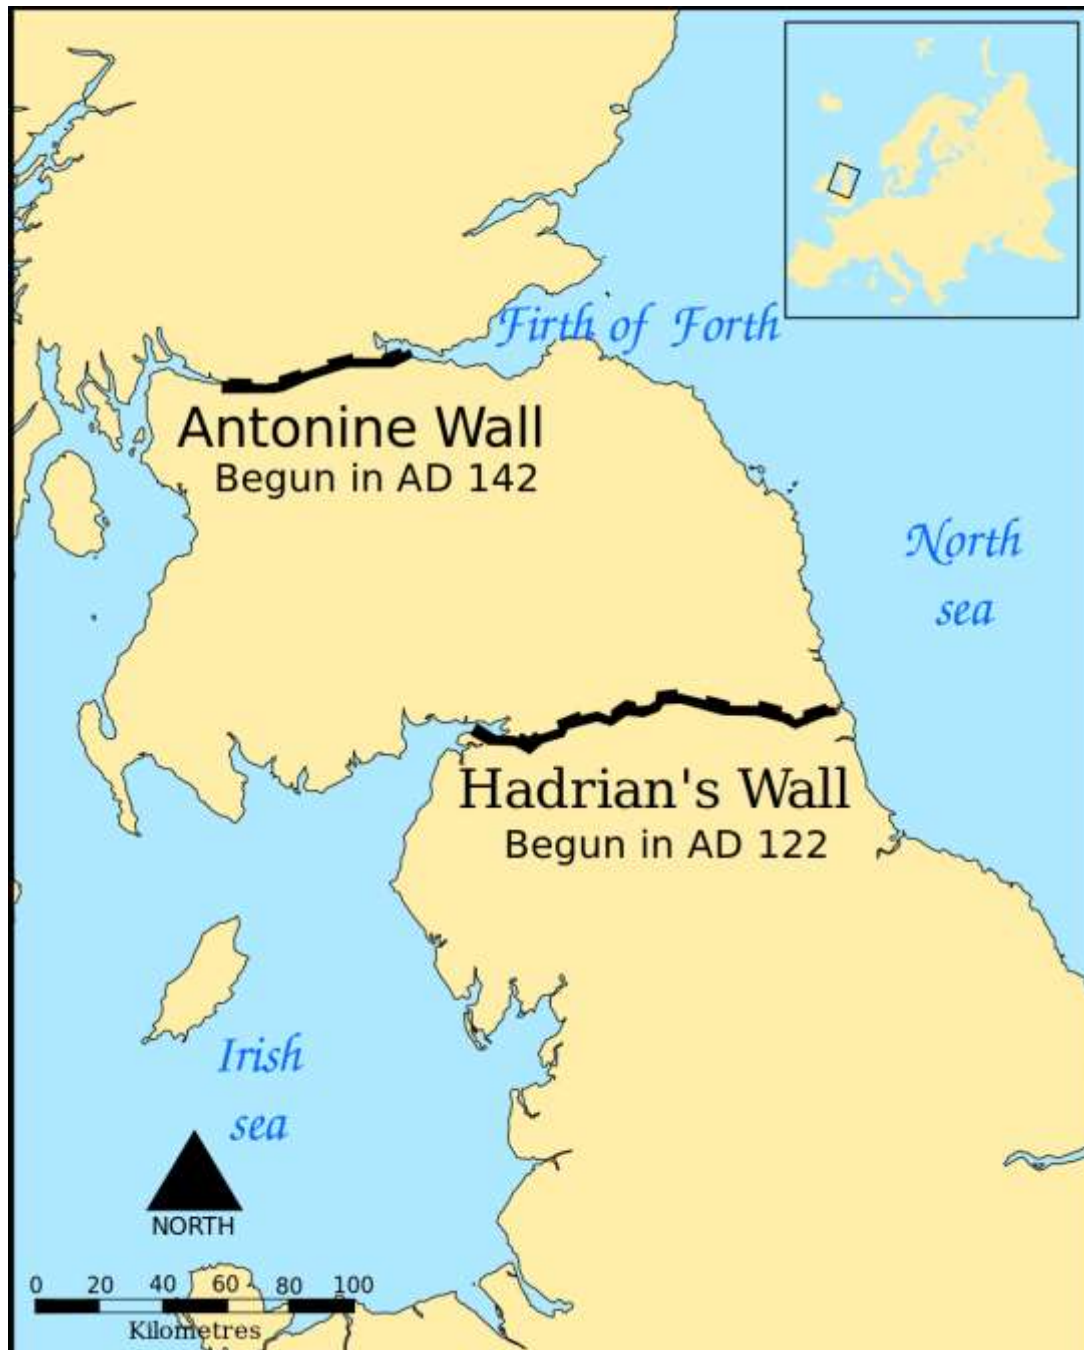 Firth of Forth
Antonine Wall
Begun in AD 142
North
sea
Hadrian's Wall
Begun in AD 122
Irish
sea
NORTH
0 20 40 60 80 100
Kilometres